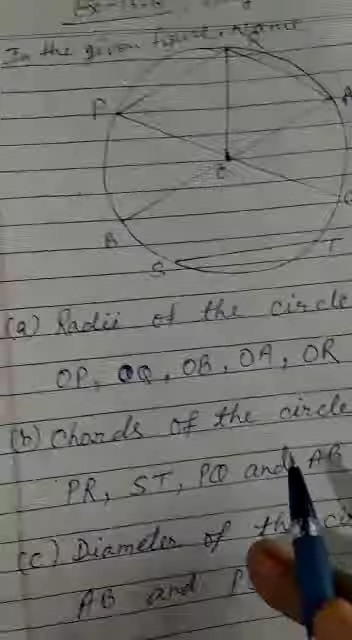 In the given figure, name
R
P
A
O
Q
B
S
T
(a) Radii of the circle
OP, OQ, OB, OA, OR
(b) Chords of the circle
PR, ST, PQ and AB
(c) Diameter of the
AB and